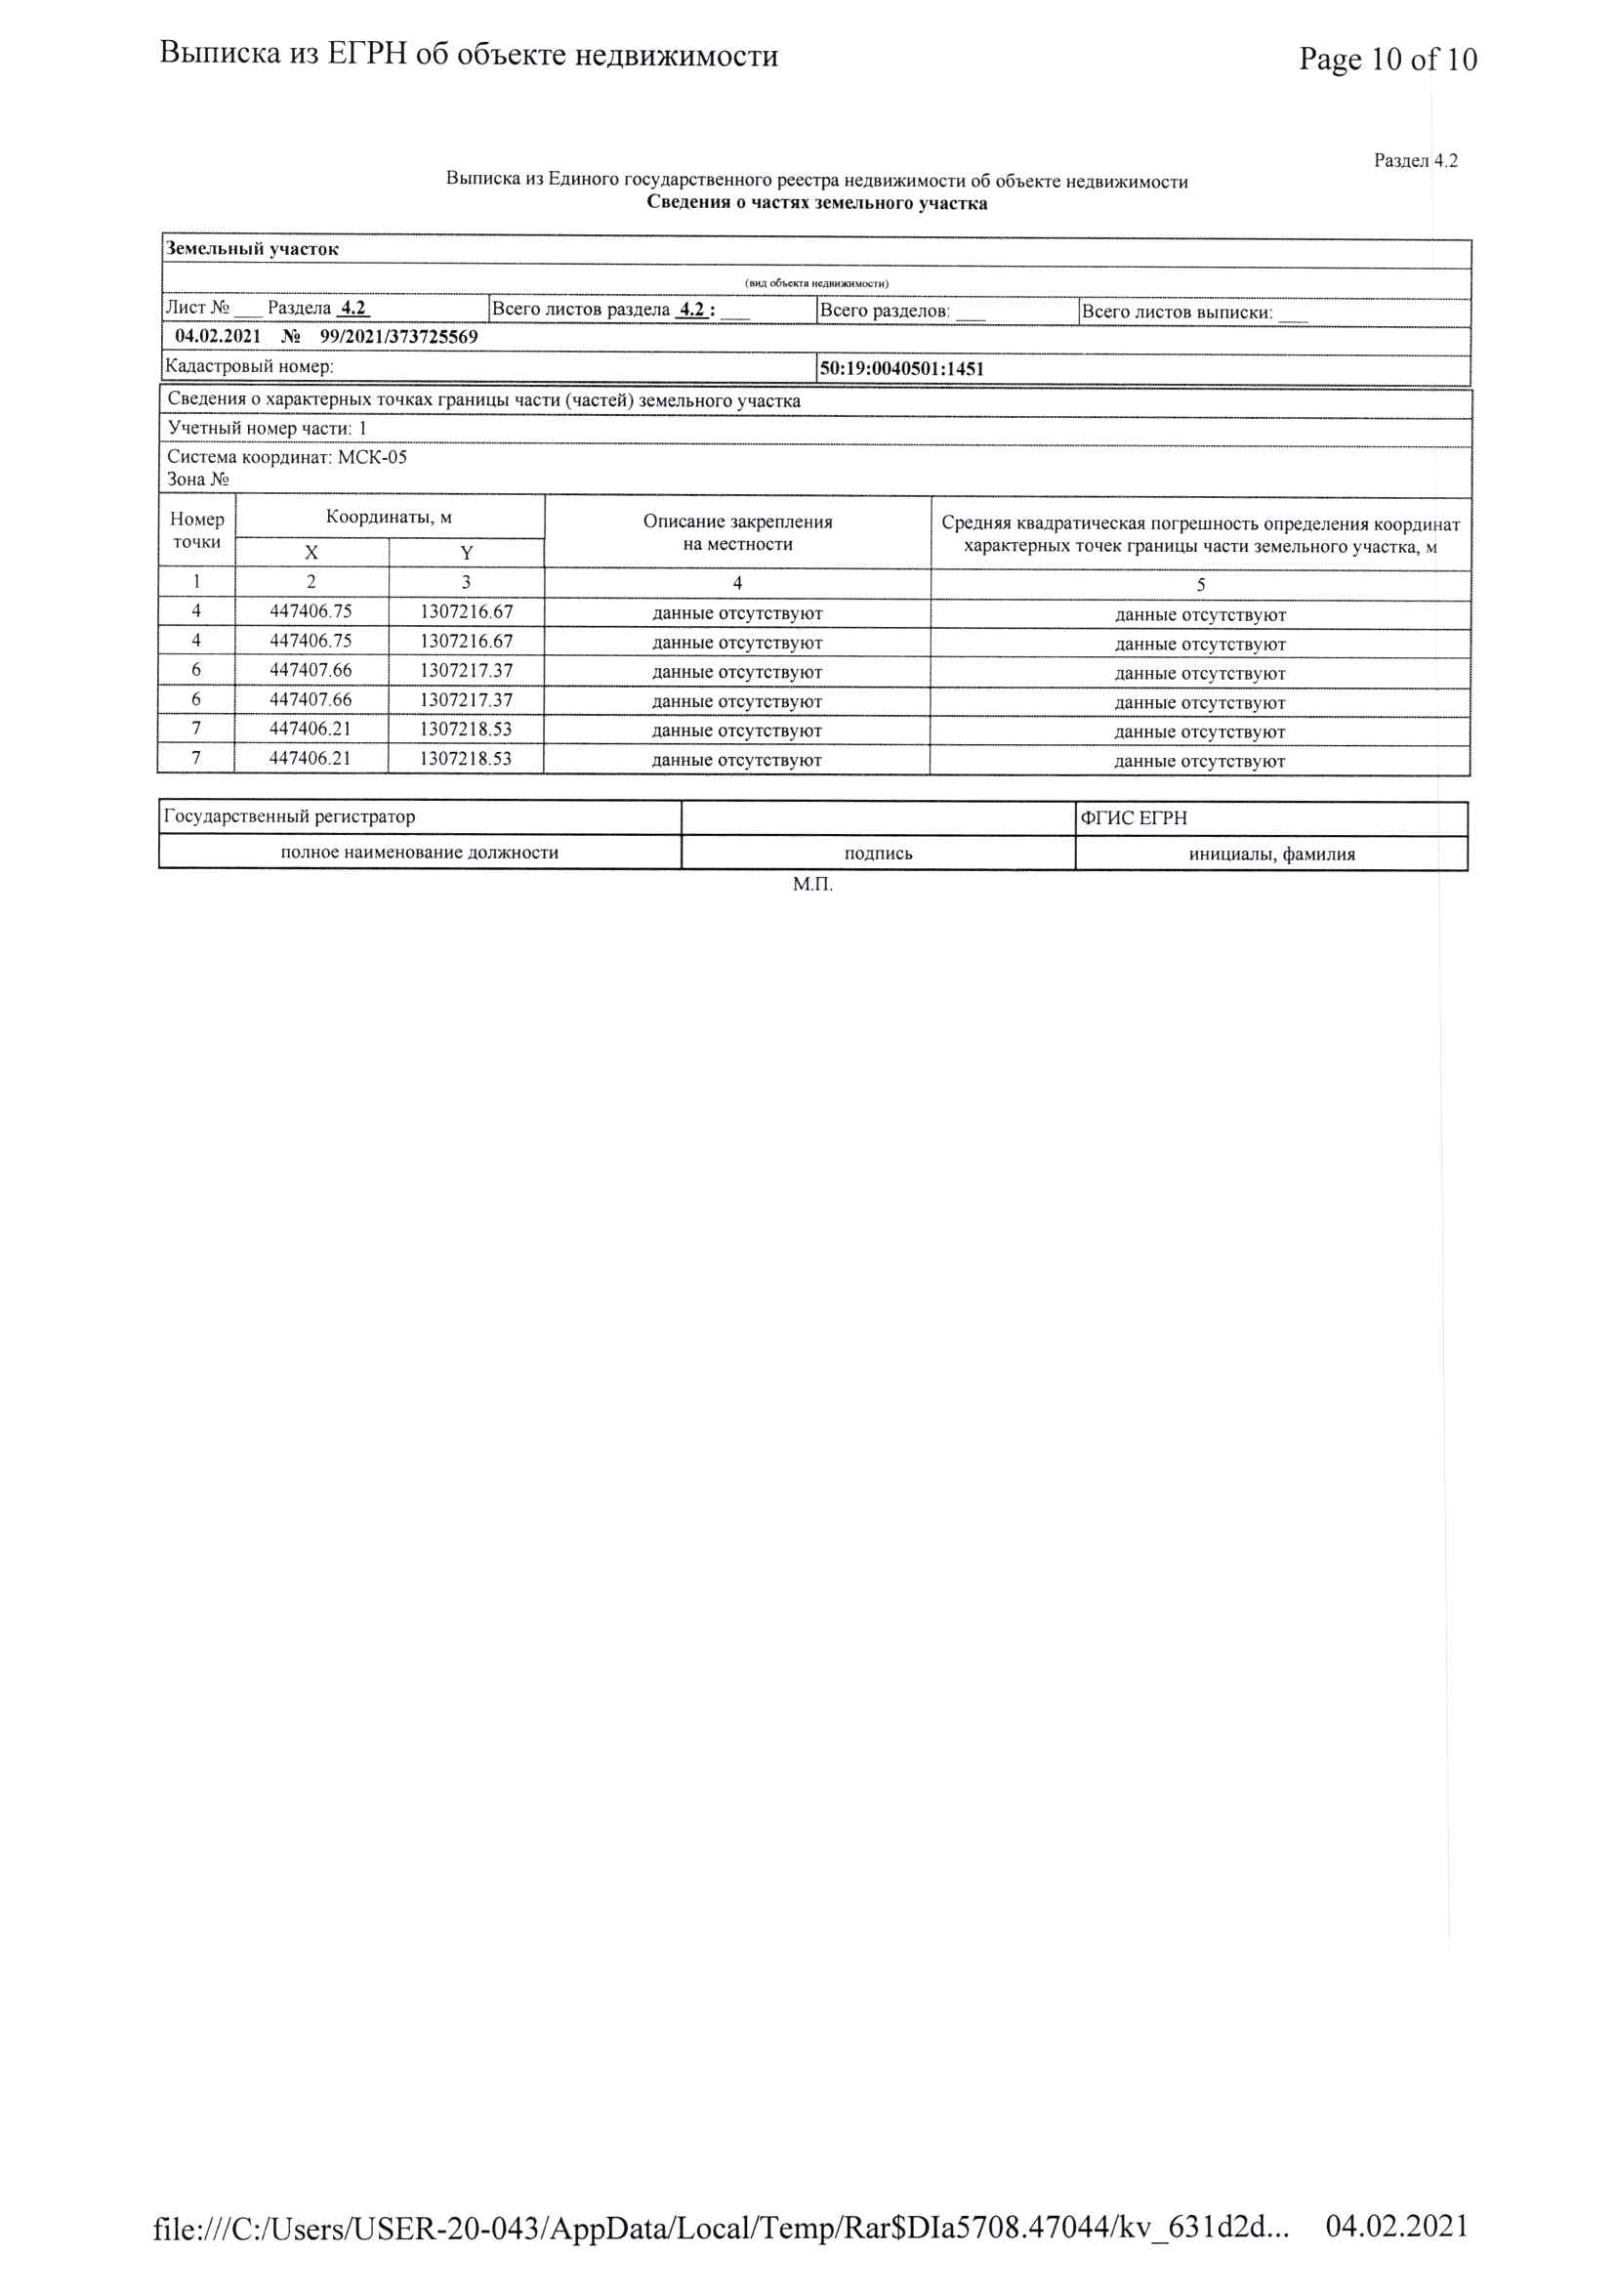 Выписка из ЕГРН об объекте недвижимости Page 10 of 10
Раздел 4.2
Выписка из Единого государственного реестра недвижимости об объекте недвижимости
Сведения о частях земельного участка
Земельный участок
(вид объекта недвижимости)
Лист № ___ Раздела 4.2 Всего листов раздела 4.2 : ___ Всего разделов: ___ Всего листов выписки: ___
04.02.2021 № 99/2021/373725569
Кадастровый номер: 50:19:0040501:1451
Сведения о характерных точках границы части (частей) земельного участка
Учетный номер части: 1
Система координат: МСК-05
Зона №
Номер точки Координаты, м Описание закрепления на местности Средняя квадратическая погрешность определения координат характерных точек границы части земельного участка, м
X Y
1 2 3 4 5
4 447406.75 1307216.67 данные отсутствуют данные отсутствуют
4 447406.75 1307216.67 данные отсутствуют данные отсутствуют
6 447407.66 1307217.37 данные отсутствуют данные отсутствуют
6 447407.66 1307217.37 данные отсутствуют данные отсутствуют
7 447406.21 1307218.53 данные отсутствуют данные отсутствуют
7 447406.21 1307218.53 данные отсутствуют данные отсутствуют
Государственный регистратор ФГИС ЕГРН
полное наименование должности подпись инициалы, фамилия
М.П.
file:///C:/Users/USER-20-043/AppData/Local/Temp/Rar$DIa5708.47044/kv_631d2d... 04.02.2021